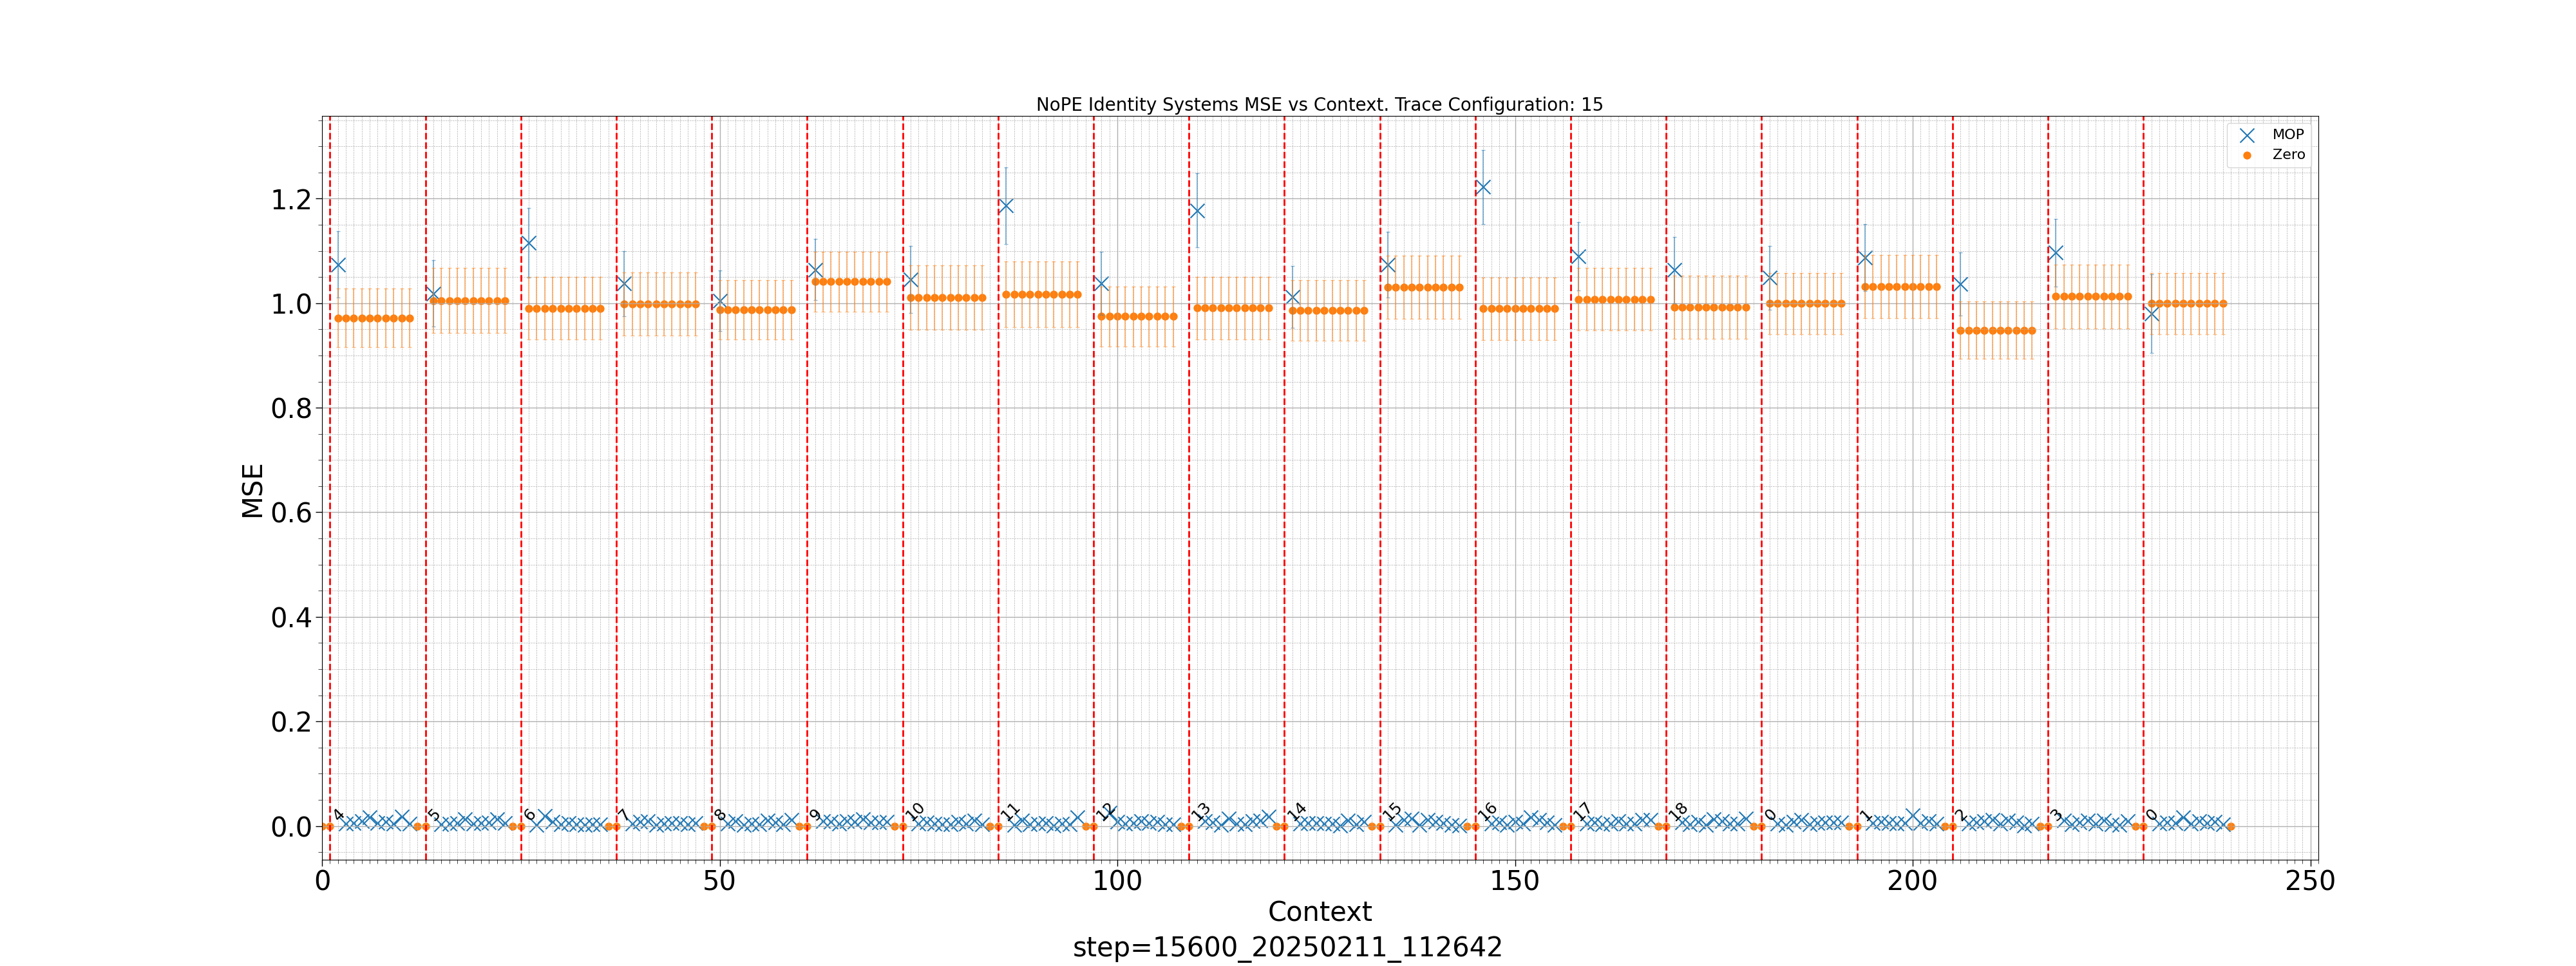 NoPE Identity Systems MSE vs Context. Trace Configuration: 15
MOP
Zero
1.2
1.0
0.8
0.6
0.4
0.2
0.0
MSE
4 5 6 7 8 9 10 11 12 13 14 15 16 17 18 0 1 2 3 0
0 50 100 150 200 250
Context
step=15600_20250211_112642